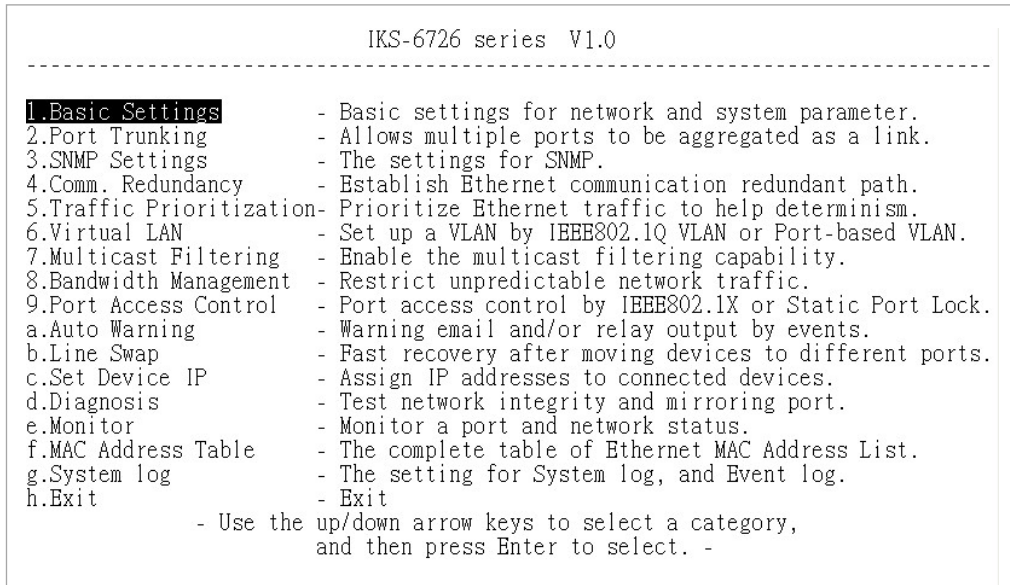 IKS-6726 series V1.0
--------------------------------------------------------------------------------
1.Basic Settings - Basic settings for network and system parameter.
2.Port Trunking - Allows multiple ports to be aggregated as a link.
3.SNMP Settings - The settings for SNMP.
4.Comm. Redundancy - Establish Ethernet communication redundant path.
5.Traffic Prioritization- Prioritize Ethernet traffic to help determinism.
6.Virtual LAN - Set up a VLAN by IEEE802.1Q VLAN or Port-based VLAN.
7.Multicast Filtering - Enable the multicast filtering capability.
8.Bandwidth Management - Restrict unpredictable network traffic.
9.Port Access Control - Port access control by IEEE802.1X or Static Port Lock.
a.Auto Warning - Warning email and/or relay output by events.
b.Line Swap - Fast recovery after moving devices to different ports.
c.Set Device IP - Assign IP addresses to connected devices.
d.Diagnosis - Test network integrity and mirroring port.
e.Monitor - Monitor a port and network status.
f.MAC Address Table - The complete table of Ethernet MAC Address List.
g.System log - The setting for System log, and Event log.
h.Exit - Exit
- Use the up/down arrow keys to select a category,
and then press Enter to select. -